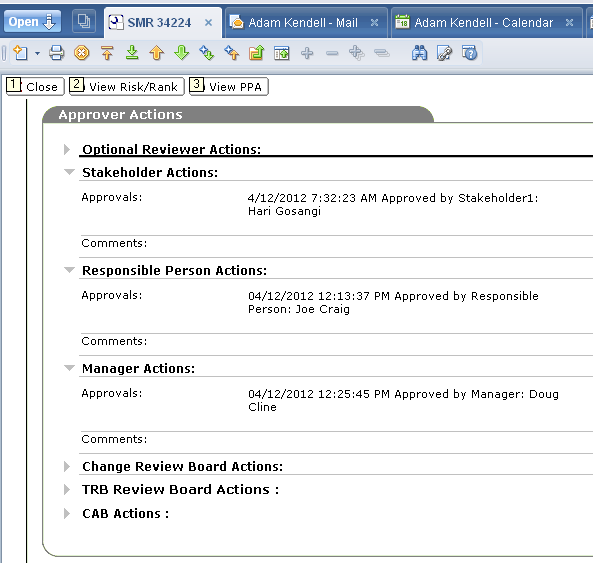 Open SMR 34224 Adam Kendell - Mail Adam Kendell - Calendar
1 Close 2 View Risk/Rank 3 View PPA
Approver Actions
Optional Reviewer Actions:
Stakeholder Actions:
Approvals: 4/12/2012 7:32:23 AM Approved by Stakeholder1:
Hari Gosangi
Comments:
Responsible Person Actions:
Approvals: 04/12/2012 12:13:37 PM Approved by Responsible
Person: Joe Craig
Comments:
Manager Actions:
Approvals: 04/12/2012 12:25:45 PM Approved by Manager: Doug
Cline
Comments:
Change Review Board Actions:
TRB Review Board Actions :
CAB Actions :